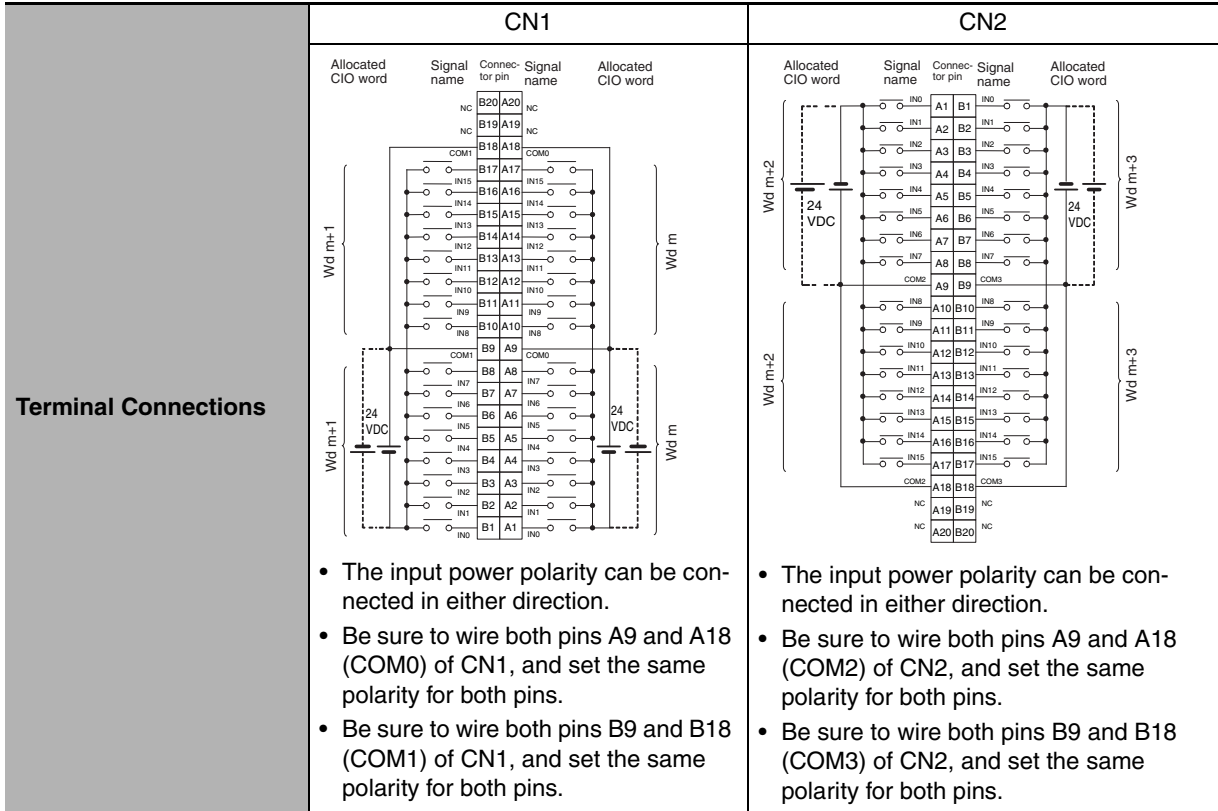 CN1
CN2
Terminal Connections
Allocated CIO word
Signal name
Connec-tor pin
Signal name
Allocated CIO word
NC B20 A20 NC
NC B19 A19 NC
COM1 B18 A18 COM0
IN15 B17 A17 IN15
IN14 B16 A16 IN14
IN13 B15 A15 IN13
IN12 B14 A14 IN12
IN11 B13 A13 IN11
IN10 B12 A12 IN10
IN9 B11 A11 IN9
IN8 B10 A10 IN8
COM1 B9 A9 COM0
IN7 B8 A8 IN7
IN6 B7 A7 IN6
IN5 B6 A6 IN5
IN4 B5 A5 IN4
IN3 B4 A4 IN3
IN2 B3 A3 IN2
IN1 B2 A2 IN1
IN0 B1 A1 IN0
Wd m+1
Wd m
Wd m+1
Wd m
24 VDC
24 VDC
• The input power polarity can be con-
nected in either direction.
• Be sure to wire both pins A9 and A18
(COM0) of CN1, and set the same
polarity for both pins.
• Be sure to wire both pins B9 and B18
(COM1) of CN1, and set the same
polarity for both pins.
Allocated CIO word
Signal name
Connec-tor pin
Signal name
Allocated CIO word
IN0 A1 B1 IN0
IN1 A2 B2 IN1
IN2 A3 B3 IN2
IN3 A4 B4 IN3
IN4 A5 B5 IN4
IN5 A6 B6 IN5
IN6 A7 B7 IN6
IN7 A8 B8 IN7
COM2 A9 B9 COM3
IN8 A10 B10 IN8
IN9 A11 B11 IN9
IN10 A12 B12 IN10
IN11 A13 B13 IN11
IN12 A14 B14 IN12
IN13 A15 B15 IN13
IN14 A16 B16 IN14
IN15 A17 B17 IN15
COM2 A18 B18 COM3
NC A19 B19 NC
NC A20 B20 NC
Wd m+2
Wd m+3
Wd m+2
Wd m+3
24 VDC
24 VDC
• The input power polarity can be con-
nected in either direction.
• Be sure to wire both pins A9 and A18
(COM2) of CN2, and set the same
polarity for both pins.
• Be sure to wire both pins B9 and B18
(COM3) of CN2, and set the same
polarity for both pins.